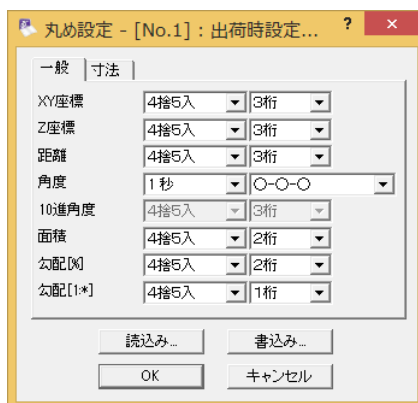 丸め設定 - [No.1] : 出荷時設定... ? ×
一般 寸法
XY座標 4捨5入 3桁
Z座標 4捨5入 3桁
距離 4捨5入 3桁
角度 1秒 〇-〇-〇
10進角度 4捨5入 3桁
面積 4捨5入 2桁
勾配[%] 4捨5入 2桁
勾配[1:*] 4捨5入 1桁
読込み... 書込み...
OK キャンセル